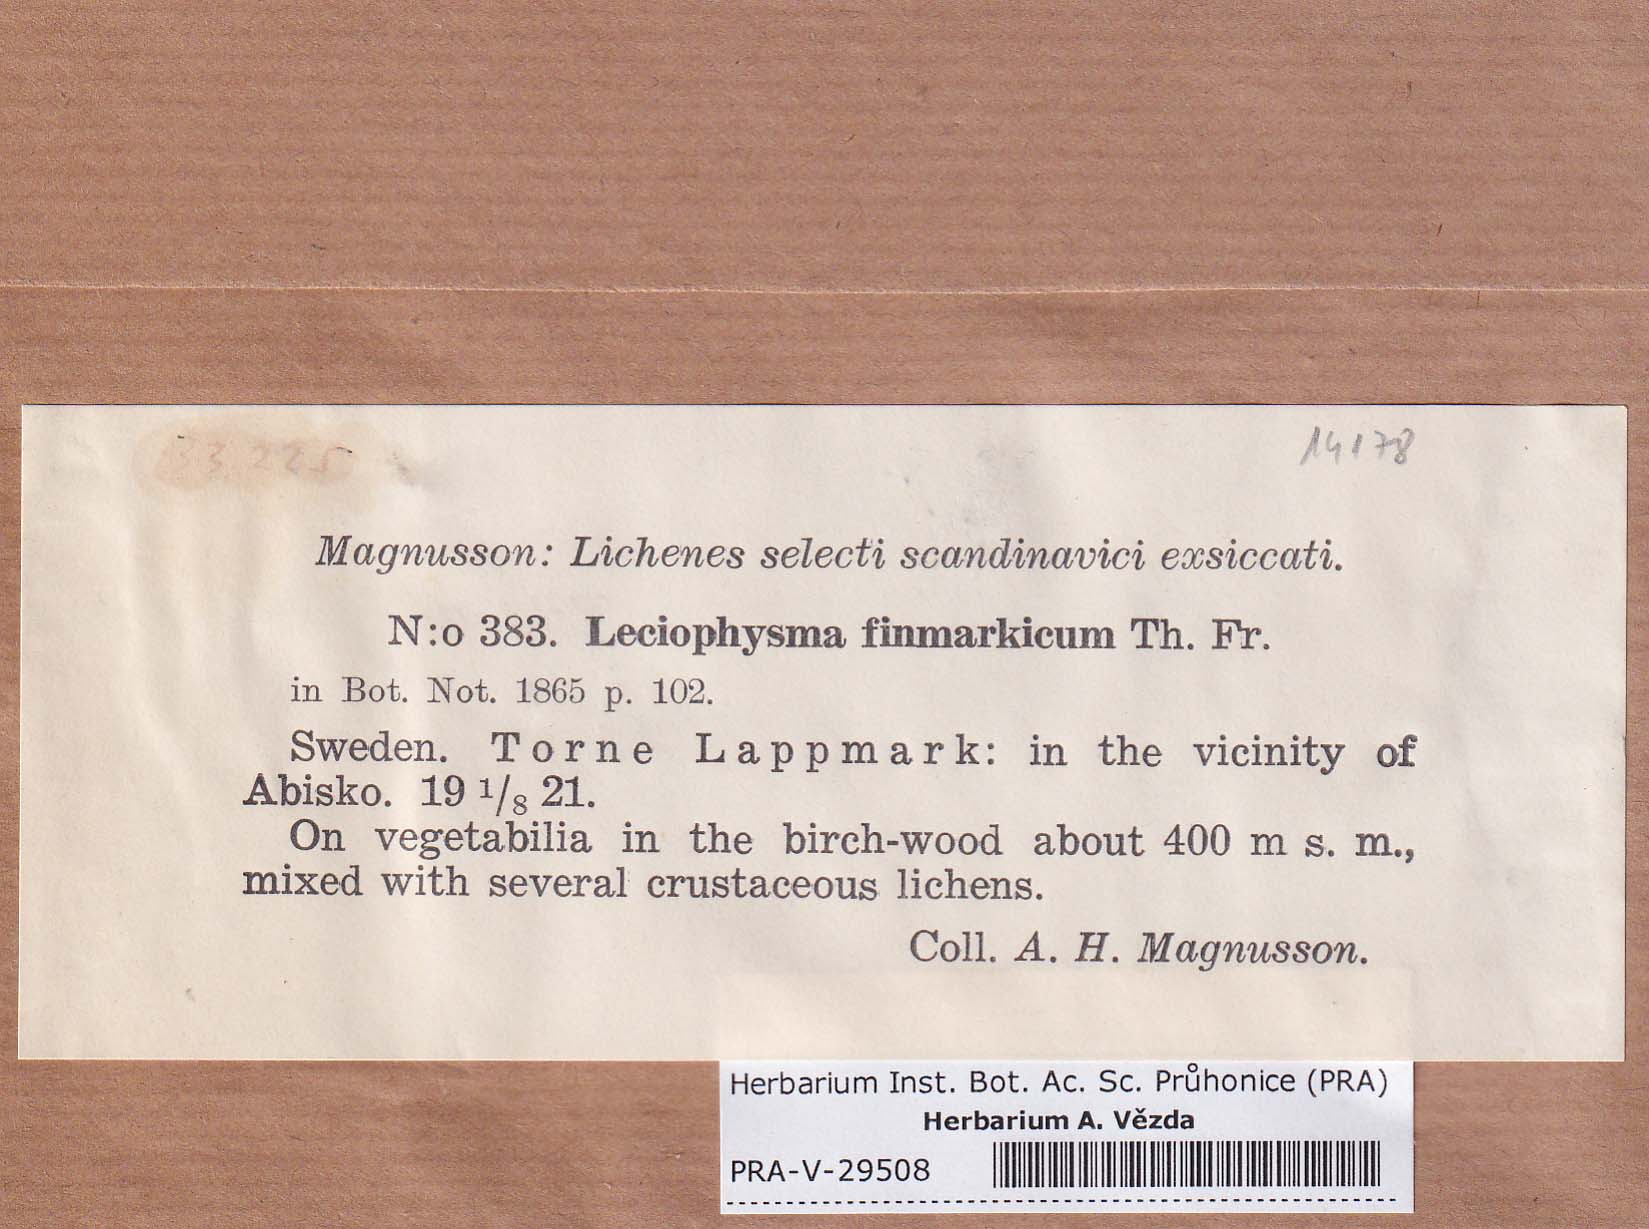 33225
14178
Magnusson: Lichenes selecti scandinavici exsiccati.
N:o 383. Leciophysma finmarkicum Th. Fr.
in Bot. Not. 1865 p. 102.
Sweden. Torne Lappmark: in the vicinity of
Abisko. 19 1/8 21.
On vegetabilia in the birch-wood about 400 m s. m.,
mixed with several crustaceous lichens.
Coll. A. H. Magnusson.
Herbarium Inst. Bot. Ac. Sc. Průhonice (PRA)
Herbarium A. Vězda
PRA-V-29508